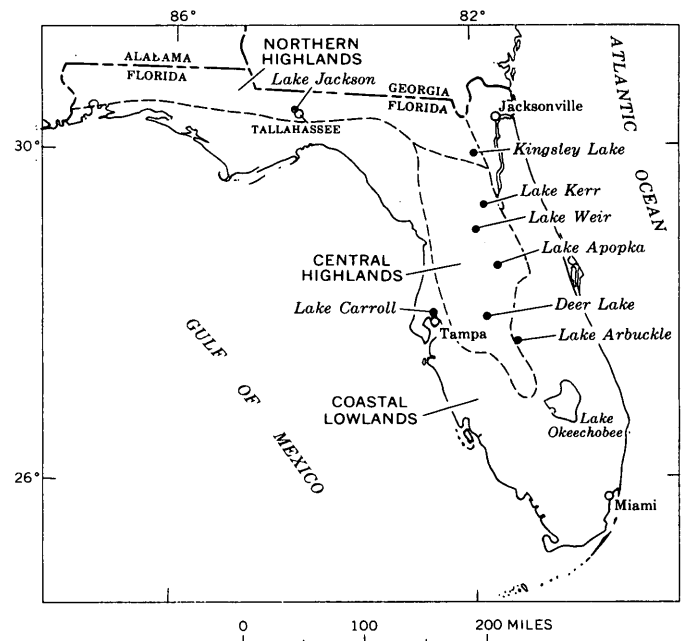 86°
82°
NORTHERN
HIGHLANDS
ALABAMA
FLORIDA
Lake Jackson
GEORGIA
FLORIDA
TALLAHASSEE
Jacksonville
ATLANTIC
OCEAN
30°
Kingsley Lake
Lake Kerr
Lake Weir
Lake Apopka
CENTRAL
HIGHLANDS
Lake Carroll
Deer Lake
Tampa
Lake Arbuckle
GULF
OF
MEXICO
COASTAL
LOWLANDS
Lake
Okeechobee
26°
Miami
0 100 200 MILES